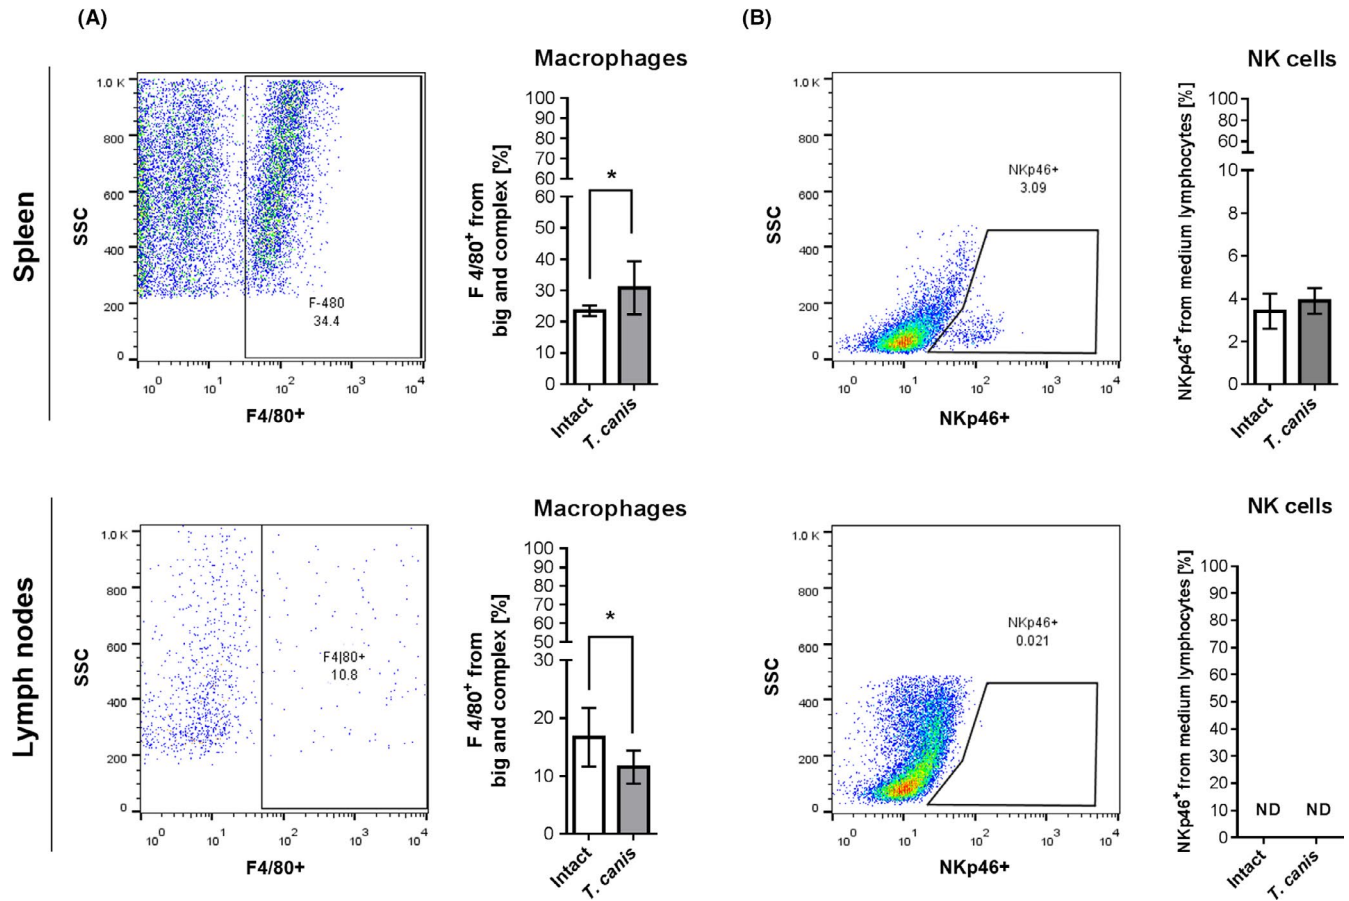 (A)
(B)
Spleen
1.0 K
800
600
400
200
0
SSC
F-480
34.4
10^0 10^1 10^2 10^3 10^4
F4/80+
Macrophages
100
90
80
70
60
60
50
40
30
20
10
0
F 4/80+ from
big and complex [%]
*
Intact
T. canis
1.0 K
800
600
400
200
0
SSC
NKp46+
3.09
10^0 10^1 10^2 10^3 10^4
NKp46+
NK cells
100
80
60
10
8
6
4
2
0
NKp46+ from medium lymphocytes [%]
Intact
T. canis
Lymph nodes
1.0 K
800
600
400
200
0
SSC
F4|80+
10.8
10^0 10^1 10^2 10^3 10^4
F4/80+
Macrophages
100
90
80
70
60
50
30
20
10
0
F 4/80+ from
big and complex [%]
*
Intact
T. canis
1.0 K
800
600
400
200
0
SSC
NKp46+
0.021
10^0 10^1 10^2 10^3 10^4
NKp46+
NK cells
100
90
80
70
60
50
40
30
20
10
0
NKp46+ from medium lymphocytes [%]
ND ND
Intact
T. canis